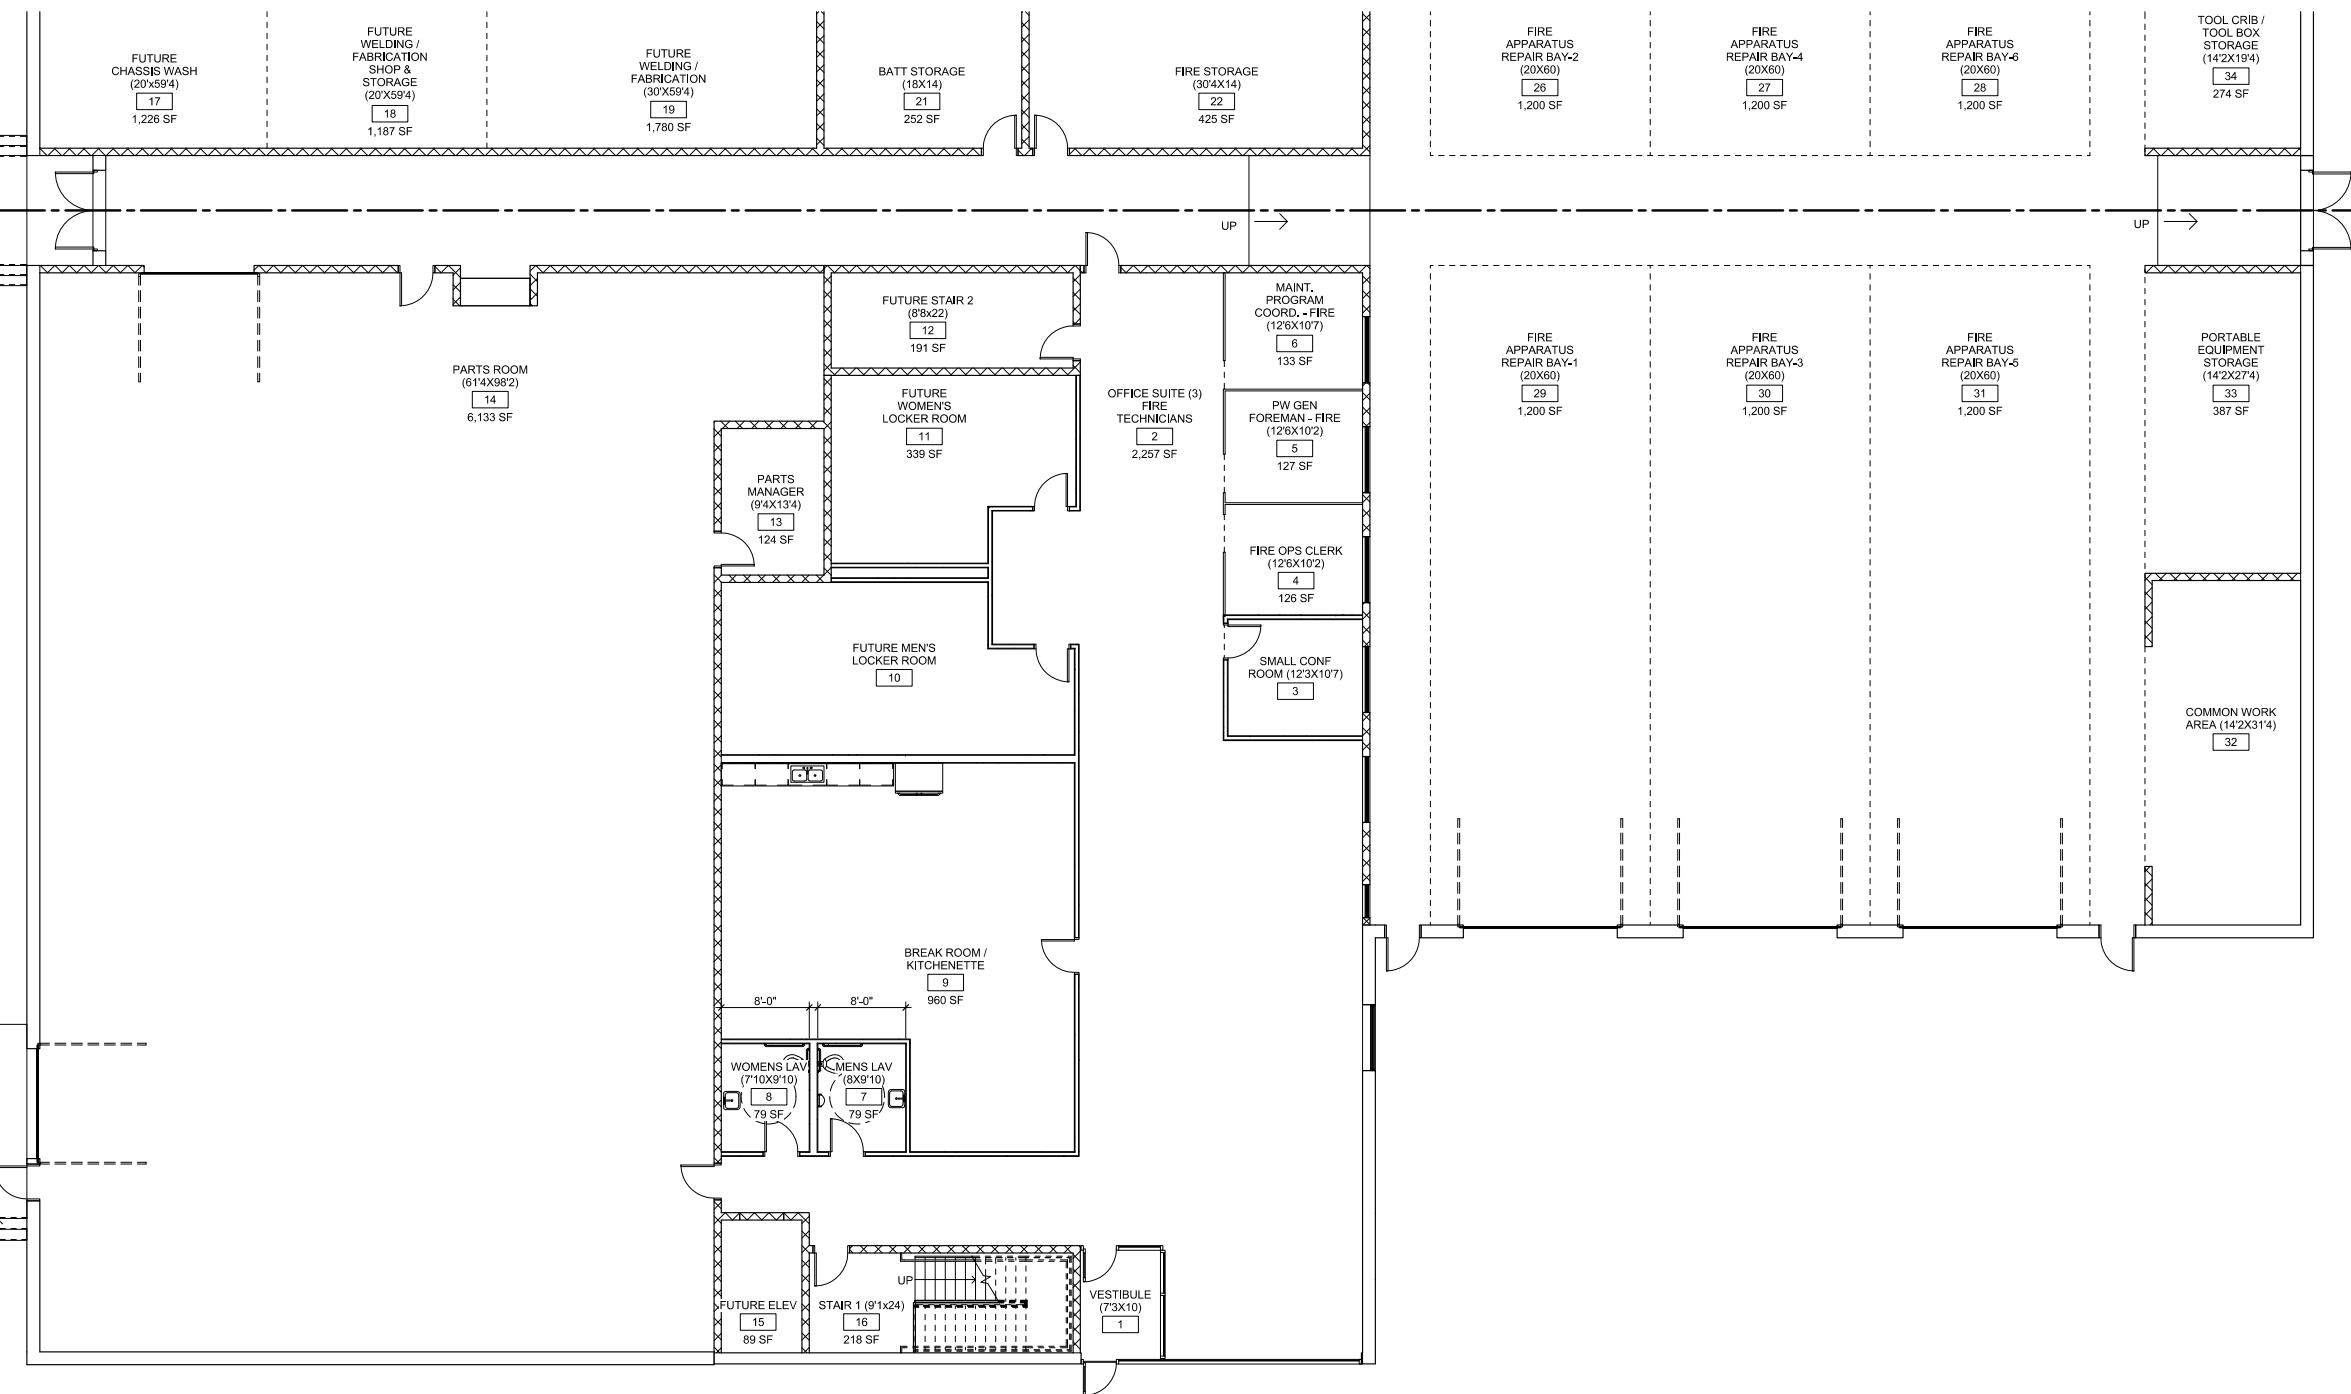 FUTURE
CHASSIS WASH
(20'x59'4)
17
1,226 SF
FUTURE
WELDING /
FABRICATION
SHOP &
STORAGE
(20'X59'4)
18
1,187 SF
FUTURE
WELDING /
FABRICATION
(30'X59'4)
19
1,780 SF
BATT STORAGE
(18X14)
21
252 SF
FIRE STORAGE
(30'4X14)
22
425 SF
FIRE
APPARATUS
REPAIR BAY-2
(20X60)
26
1,200 SF
FIRE
APPARATUS
REPAIR BAY-4
(20X60)
27
1,200 SF
FIRE
APPARATUS
REPAIR BAY-6
(20X60)
28
1,200 SF
TOOL CRIB /
TOOL BOX
STORAGE
(14'2X19'4)
34
274 SF
UP
UP
PARTS ROOM
(61'4X98'2)
14
6,133 SF
FUTURE STAIR 2
(8'8x22)
12
191 SF
FUTURE
WOMEN'S
LOCKER ROOM
11
339 SF
PARTS
MANAGER
(9'4X13'4)
13
124 SF
OFFICE SUITE (3)
FIRE
TECHNICIANS
2
2,257 SF
MAINT.
PROGRAM
COORD. - FIRE
(12'6X10'7)
6
133 SF
PW GEN
FOREMAN - FIRE
(12'6X10'2)
5
127 SF
FIRE OPS CLERK
(12'6X10'2)
4
126 SF
SMALL CONF
ROOM (12'3X10'7)
3
FIRE
APPARATUS
REPAIR BAY-1
(20X60)
29
1,200 SF
FIRE
APPARATUS
REPAIR BAY-3
(20X60)
30
1,200 SF
FIRE
APPARATUS
REPAIR BAY-5
(20X60)
31
1,200 SF
PORTABLE
EQUIPMENT
STORAGE
(14'2X27'4)
33
387 SF
COMMON WORK
AREA (14'2X31'4)
32
FUTURE MEN'S
LOCKER ROOM
10
BREAK ROOM /
KITCHENETTE
9
960 SF
8'-0"
8'-0"
WOMENS LAV
(7'10X9'10)
8
79 SF
MENS LAV
(8X9'10)
7
79 SF
FUTURE ELEV
15
89 SF
STAIR 1 (9'1x24)
16
218 SF
UP
VESTIBULE
(7'3X10)
1